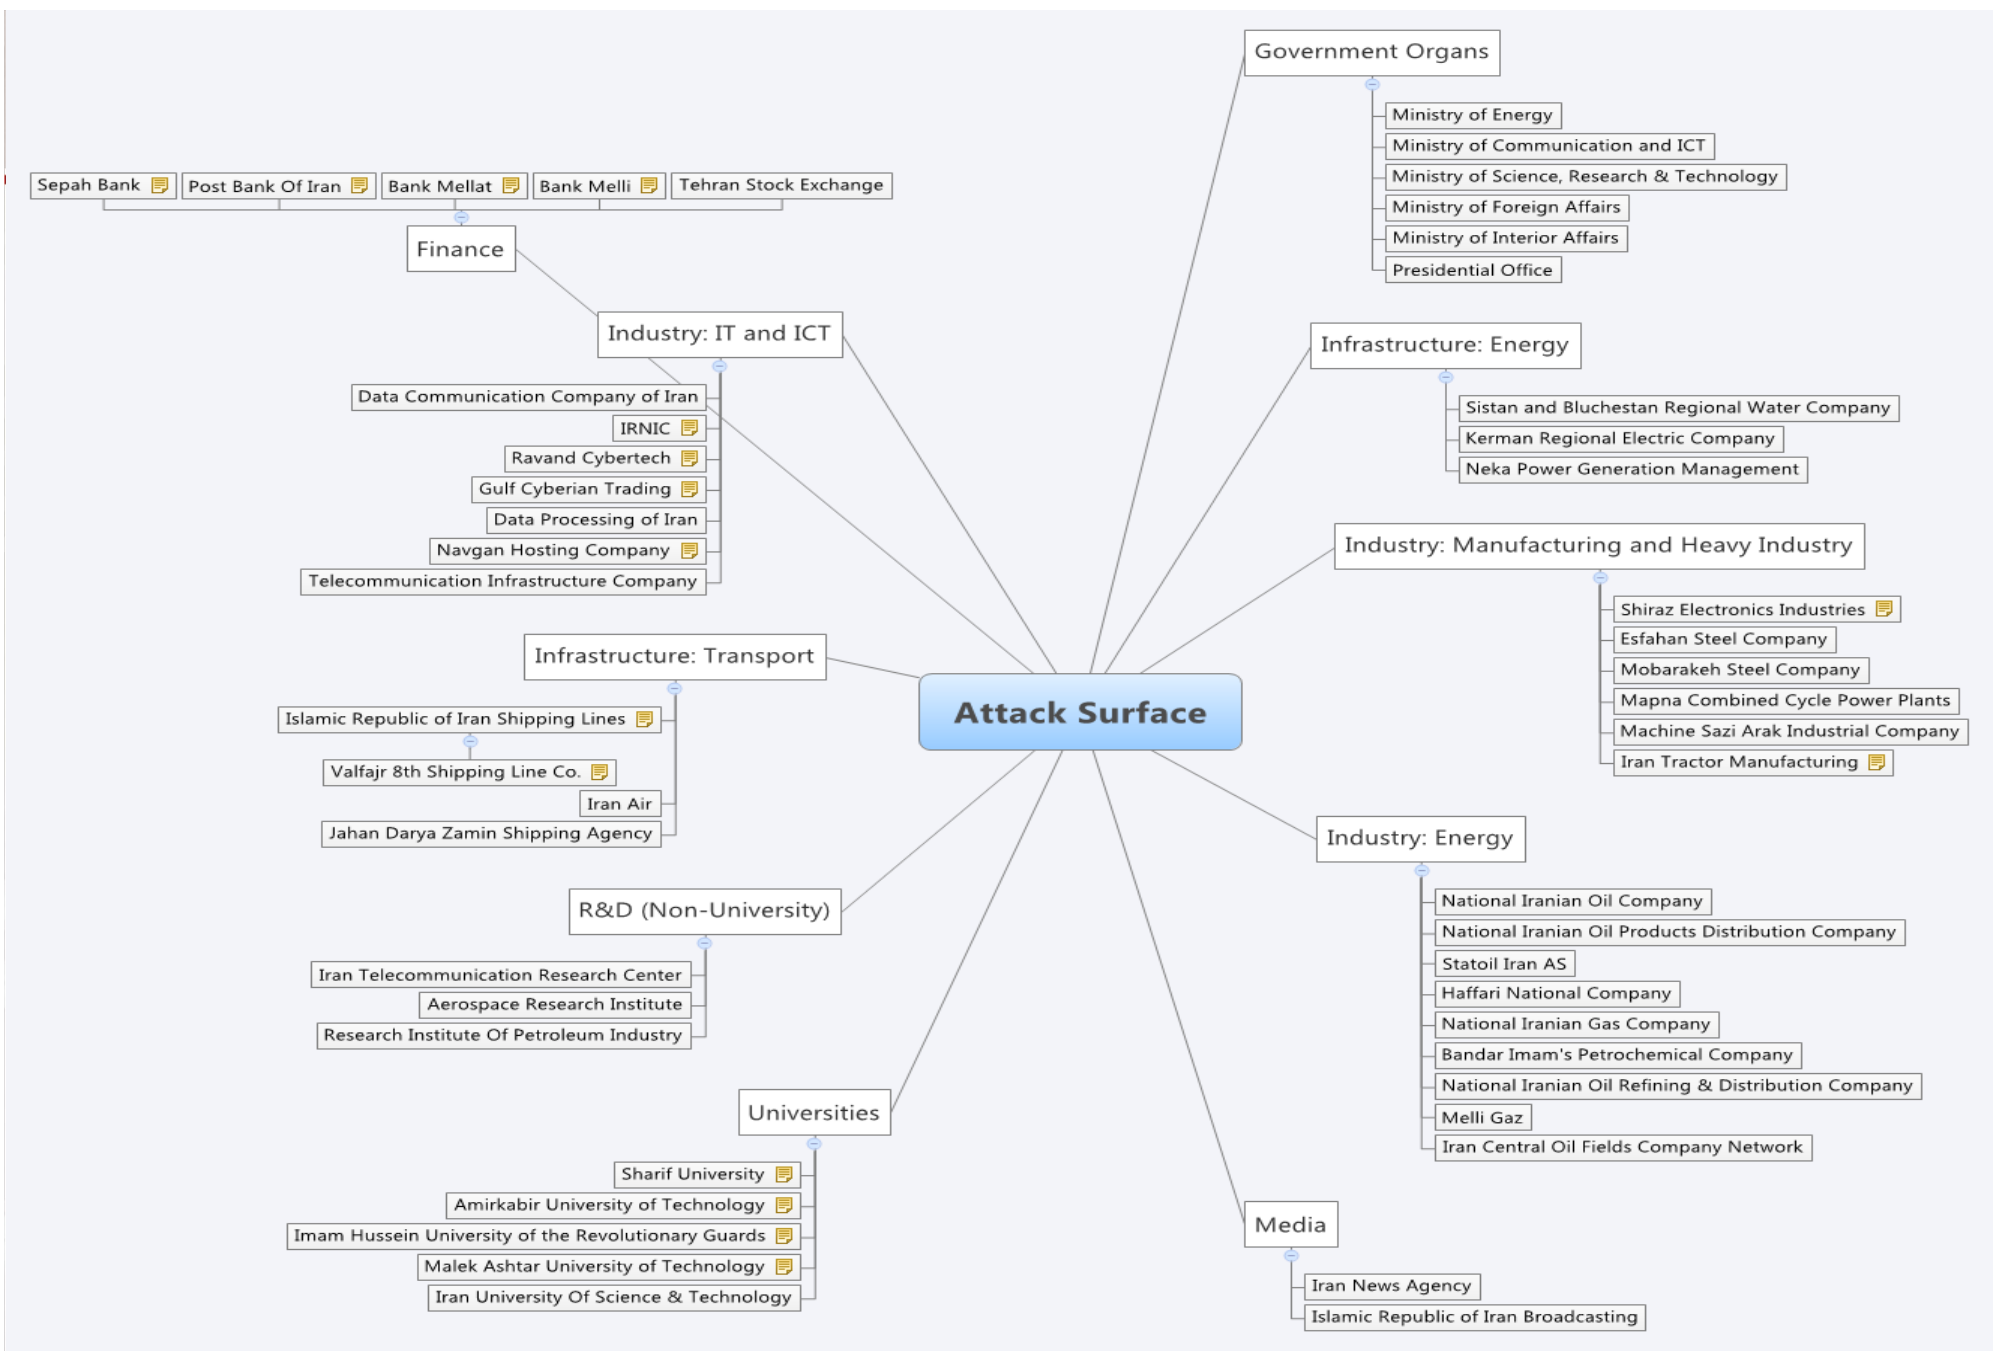 Government Organs
Ministry of Energy
Ministry of Communication and ICT
Ministry of Science, Research & Technology
Ministry of Foreign Affairs
Ministry of Interior Affairs
Presidential Office
Sepah Bank
Post Bank Of Iran
Bank Mellat
Bank Melli
Tehran Stock Exchange
Finance
Industry: IT and ICT
Data Communication Company of Iran
IRNIC
Ravand Cybertech
Gulf Cyberian Trading
Data Processing of Iran
Navgan Hosting Company
Telecommunication Infrastructure Company
Infrastructure: Energy
Sistan and Bluchestan Regional Water Company
Kerman Regional Electric Company
Neka Power Generation Management
Industry: Manufacturing and Heavy Industry
Shiraz Electronics Industries
Esfahan Steel Company
Mobarakeh Steel Company
Mapna Combined Cycle Power Plants
Machine Sazi Arak Industrial Company
Iran Tractor Manufacturing
Infrastructure: Transport
Islamic Republic of Iran Shipping Lines
Valfajr 8th Shipping Line Co.
Iran Air
Jahan Darya Zamin Shipping Agency
Attack Surface
Industry: Energy
National Iranian Oil Company
National Iranian Oil Products Distribution Company
Statoil Iran AS
Haffari National Company
National Iranian Gas Company
Bandar Imam's Petrochemical Company
National Iranian Oil Refining & Distribution Company
Melli Gaz
Iran Central Oil Fields Company Network
R&D (Non-University)
Iran Telecommunication Research Center
Aerospace Research Institute
Research Institute Of Petroleum Industry
Universities
Sharif University
Amirkabir University of Technology
Imam Hussein University of the Revolutionary Guards
Malek Ashtar University of Technology
Iran University Of Science & Technology
Media
Iran News Agency
Islamic Republic of Iran Broadcasting